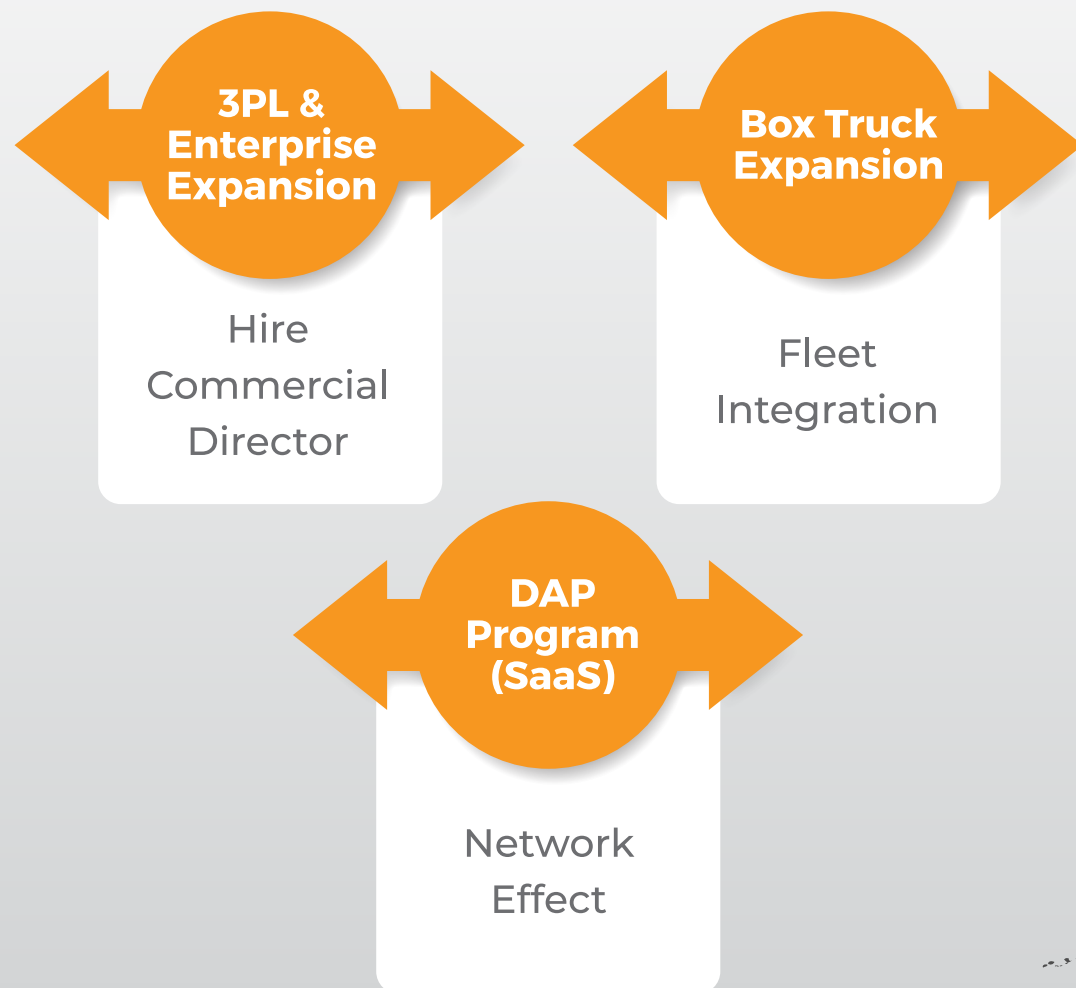 3PL &
Enterprise
Expansion
Hire
Commercial
Director
Box Truck
Expansion
Fleet
Integration
DAP
Program
(SaaS)
Network
Effect